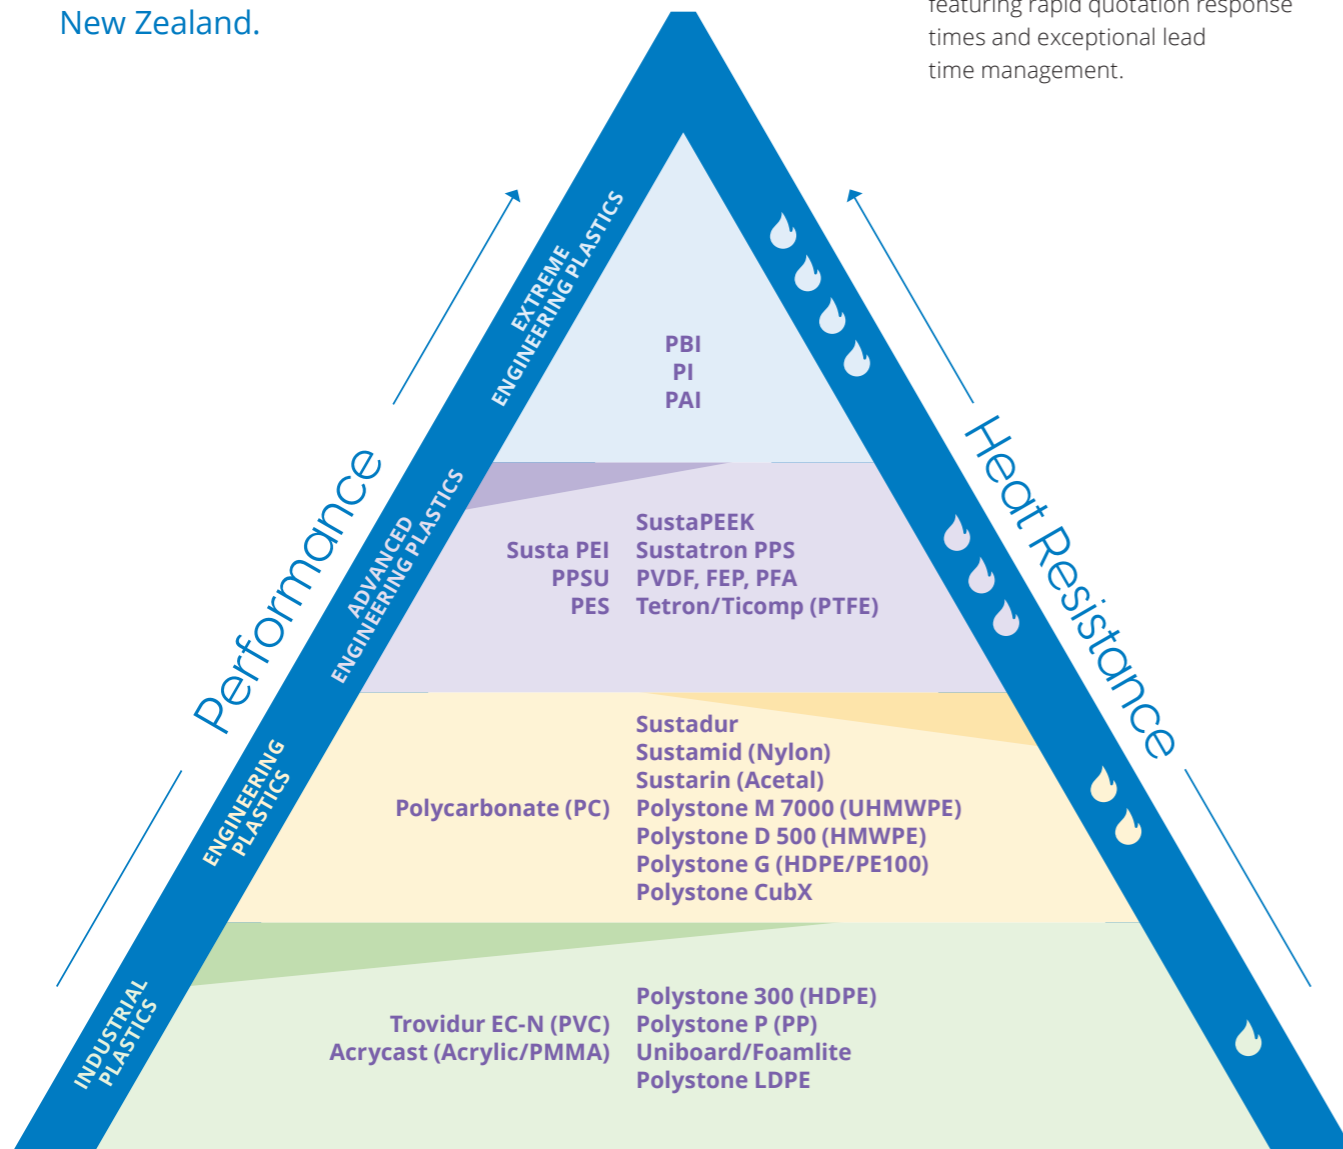 New Zealand.
featuring rapid quotation response
times and exceptional lead
time management.
Performance
Heat Resistance
EXTREME
ENGINEERING PLASTICS
PBI
PI
PAI
ADVANCED
ENGINEERING PLASTICS
Susta PEI
PPSU
PES
SustaPEEK
Sustatron PPS
PVDF, FEP, PFA
Tetron/Ticomp (PTFE)
ENGINEERING
PLASTICS
Polycarbonate (PC)
Sustadur
Sustamid (Nylon)
Sustarin (Acetal)
Polystone M 7000 (UHMWPE)
Polystone D 500 (HMWPE)
Polystone G (HDPE/PE100)
Polystone CubX
INDUSTRIAL
PLASTICS
Trovidur EC-N (PVC)
Acrycast (Acrylic/PMMA)
Polystone 300 (HDPE)
Polystone P (PP)
Uniboard/Foamlite
Polystone LDPE